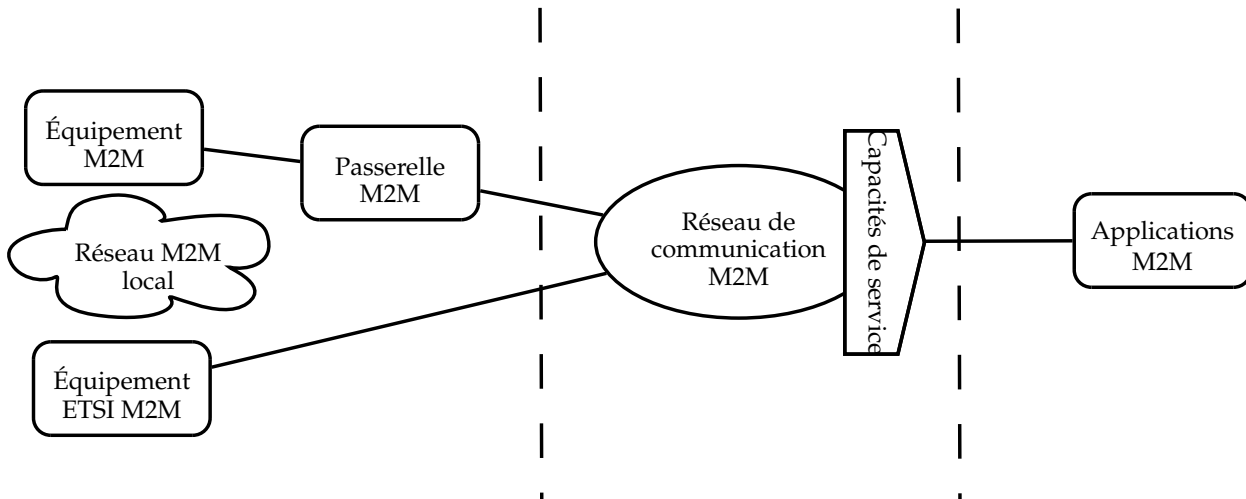 Équipement
M2M
Passerelle
M2M
Réseau M2M
local
Équipement
ETSI M2M
Réseau de
communication
M2M
Capacités de service
Applications
M2M